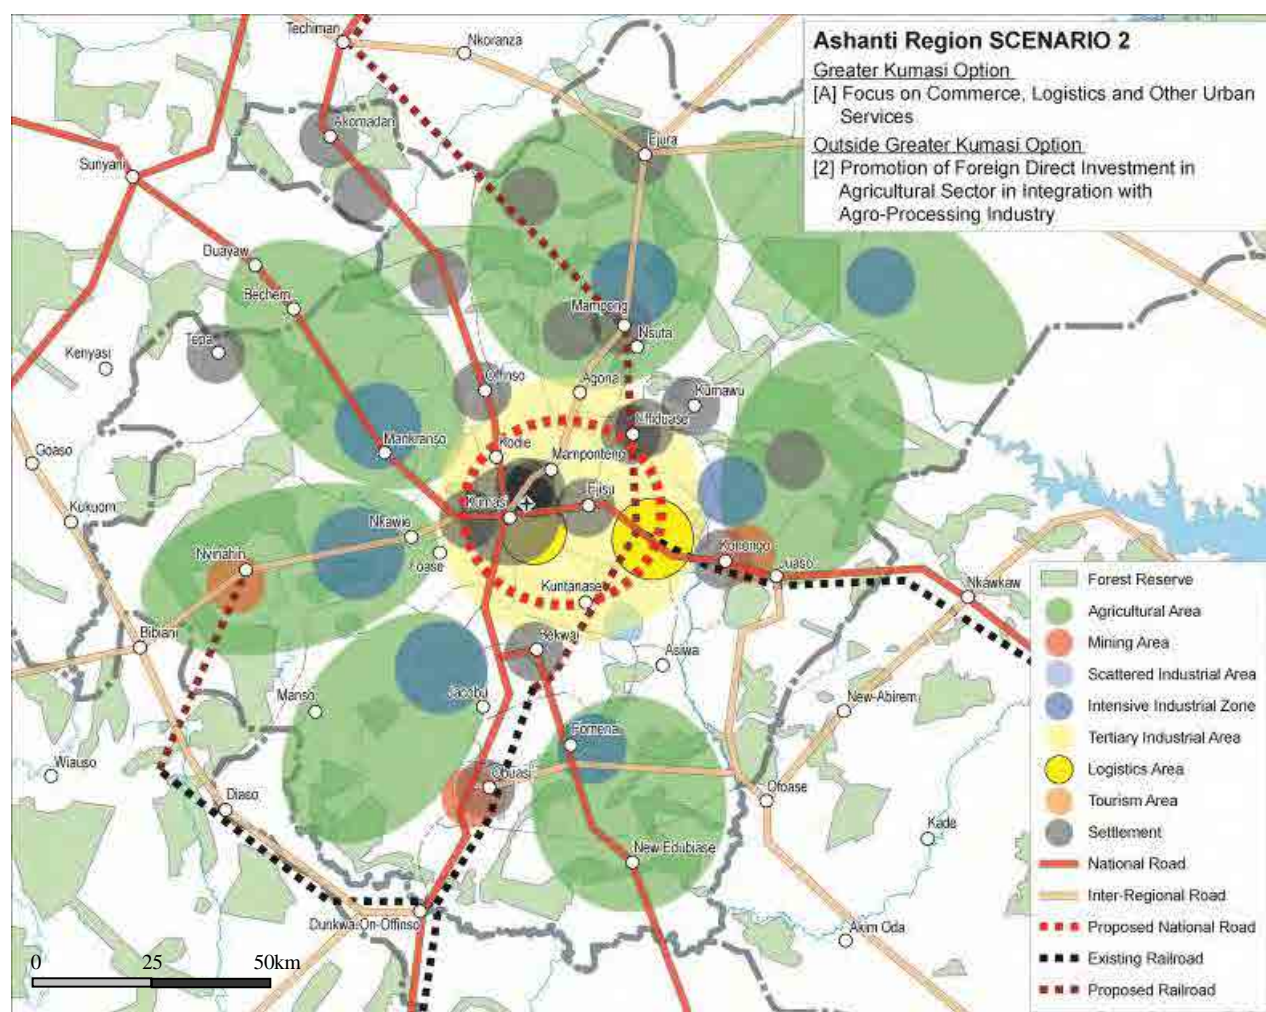 Ashanti Region SCENARIO 2
Greater Kumasi Option
[A] Focus on Commerce, Logistics and Other Urban
Services
Outside Greater Kumasi Option
[2] Promotion of Foreign Direct Investment in
Agricultural Sector in Integration with
Agro-Processing Industry
Techiman
Nkoranza
Akomadan
Ejura
Sunyani
Duayaw
Bechem
Mampong
Nsuta
Tepa
Kenyasi
Offinso
Agona
Kumawu
Effiduase
Mankranso
Kodie
Mamponteng
Goaso
Kumasi
Ejisu
Kukuom
Nkawie
Foase
Konongo
Juaso
Nyinahin
Kuntanase
Nkawkaw
Bibiani
Bekwai
Asiwa
Manso
Jacobu
New-Abirem
Fomena
Wiauso
Obuasi
Diaso
Ofoase
Kade
New Edubiase
Dunkwa-On-Offinso
Akim Oda
Forest Reserve
Agricultural Area
Mining Area
Scattered Industrial Area
Intensive Industrial Zone
Tertiary Industrial Area
Logistics Area
Tourism Area
Settlement
National Road
Inter-Regional Road
Proposed National Road
Existing Railroad
Proposed Railroad
0 25 50km